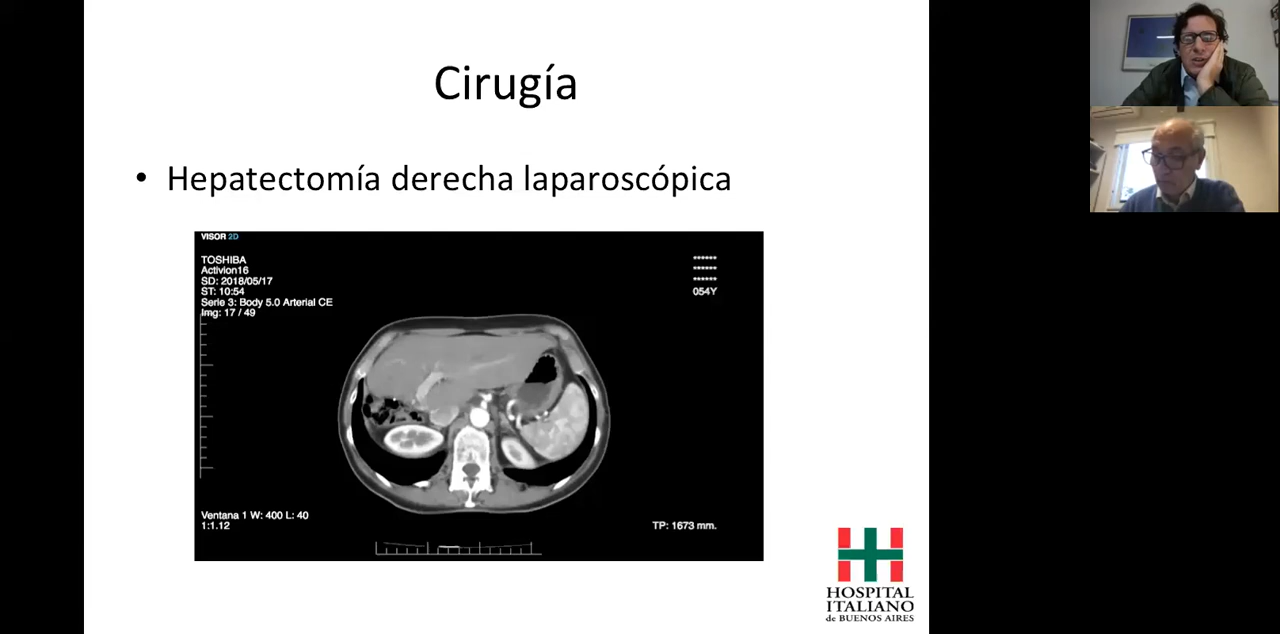 Cirugía
• Hepatectomía derecha laparoscópica
VISOR 2D
TOSHIBA
Activion16
SD: 2018/05/17
ST: 10:54
Serie 3: Body 5.0 Arterial CE
Img: 17 / 49
******
******
******
054Y
Ventana 1 W: 400 L: 40
1:1.12
TP: 1673 mm.
HOSPITAL
ITALIANO
de BUENOS AIRES